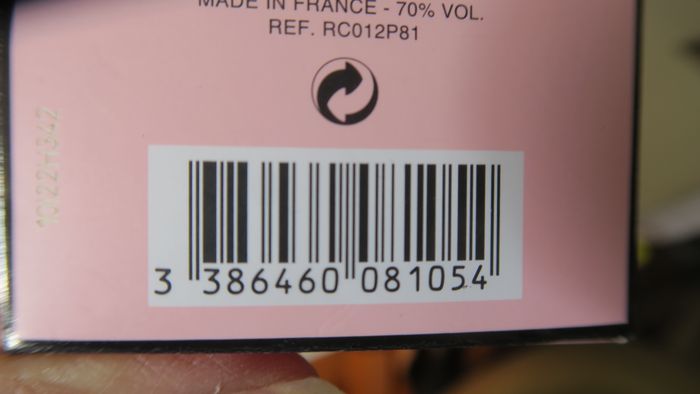 MADE IN FRANCE - 70% VOL.
REF. RC012P81
3 386460 081054